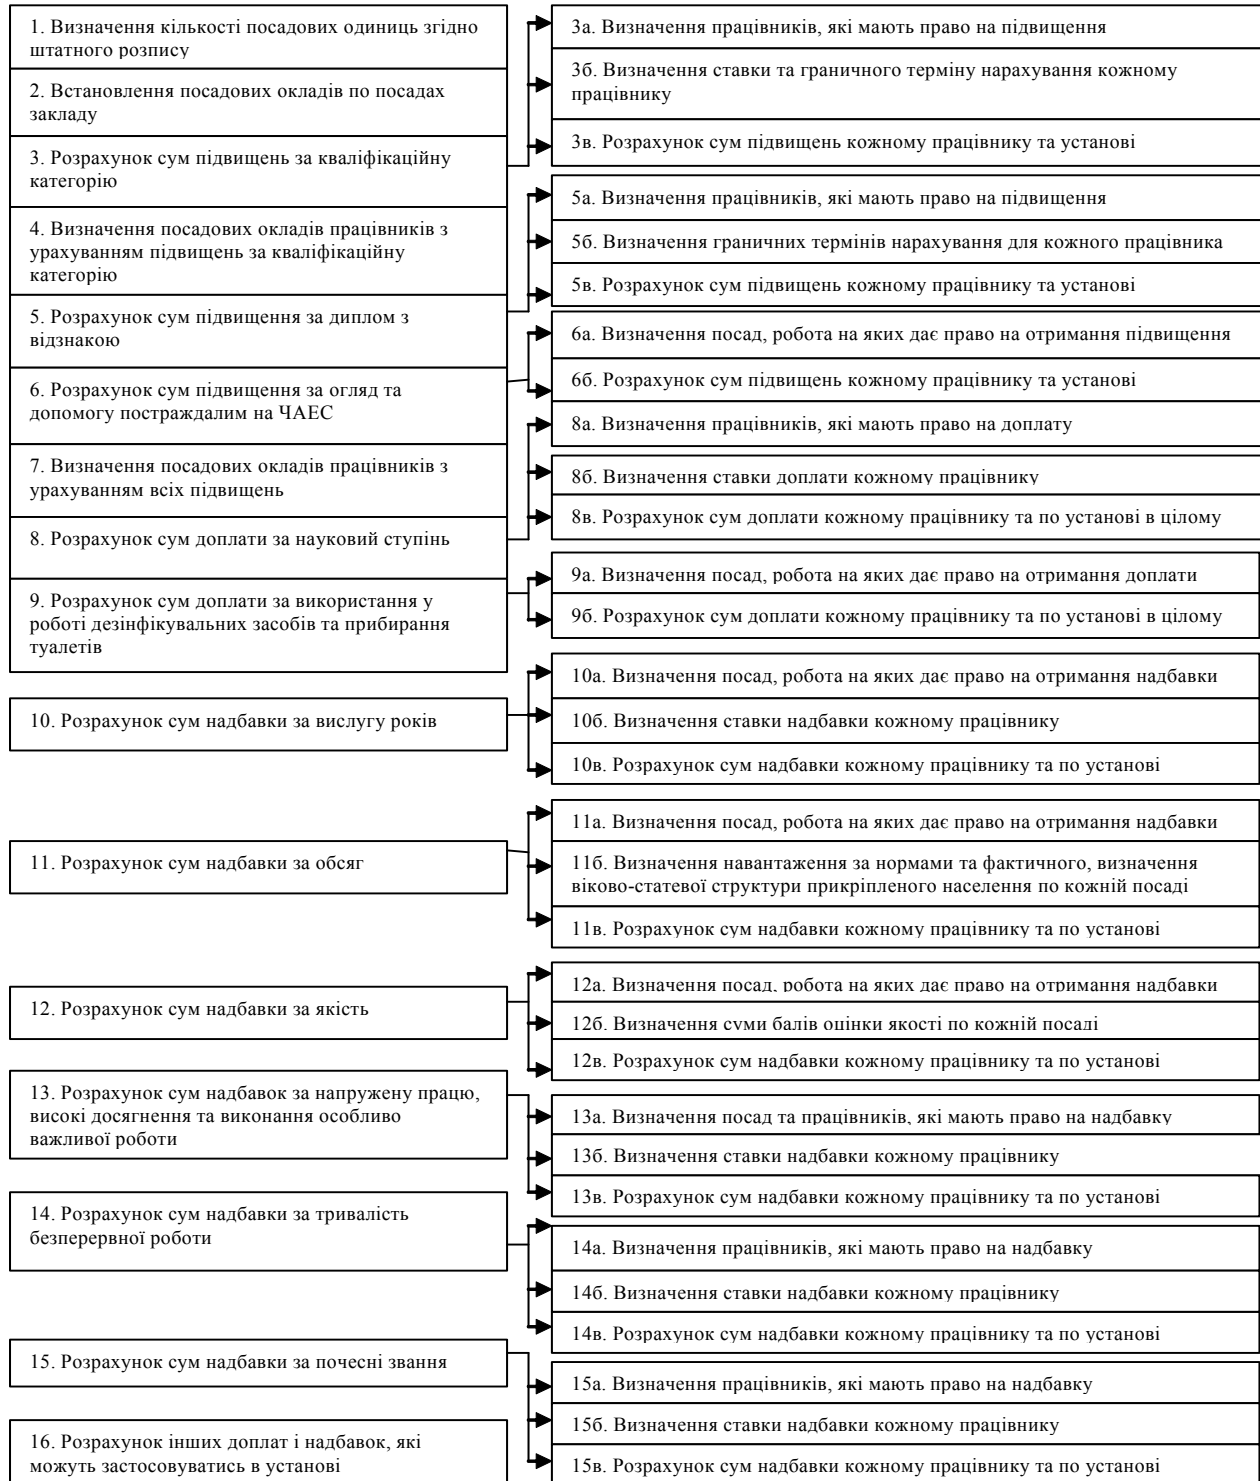 1. Визначення кількості посадових одиниць згідно
штатного розпису
2. Встановлення посадових окладів по посадах
закладу
3. Розрахунок сум підвищень за кваліфікаційну
категорію
4. Визначення посадових окладів працівників з
урахуванням підвищень за кваліфікаційну
категорію
5. Розрахунок сум підвищення за диплом з
відзнакою
6. Розрахунок сум підвищення за огляд та
допомогу постраждалим на ЧАЕС
7. Визначення посадових окладів працівників з
урахуванням всіх підвищень
8. Розрахунок сум доплати за науковий ступінь
9. Розрахунок сум доплати за використання у
роботі дезінфікувальних засобів та прибирання
туалетів
10. Розрахунок сум надбавки за вислугу років
11. Розрахунок сум надбавки за обсяг
12. Розрахунок сум надбавки за якість
13. Розрахунок сум надбавок за напружену працю,
високі досягнення та виконання особливо
важливої роботи
14. Розрахунок сум надбавки за тривалість
безперервної роботи
15. Розрахунок сум надбавки за почесні звання
16. Розрахунок інших доплат і надбавок, які
можуть застосовуватись в установі
3а. Визначення працівників, які мають право на підвищення
3б. Визначення ставки та граничного терміну нарахування кожному
працівнику
3в. Розрахунок сум підвищень кожному працівнику та установі
5а. Визначення працівників, які мають право на підвищення
5б. Визначення граничних термінів нарахування для кожного працівника
5в. Розрахунок сум підвищень кожному працівнику та установі
6а. Визначення посад, робота на яких дає право на отримання підвищення
6б. Розрахунок сум підвищень кожному працівнику та установі
8а. Визначення працівників, які мають право на доплату
8б. Визначення ставки доплати кожному працівнику
8в. Розрахунок сум доплати кожному працівнику та по установі в цілому
9а. Визначення посад, робота на яких дає право на отримання доплати
9б. Розрахунок сум доплати кожному працівнику та по установі в цілому
10а. Визначення посад, робота на яких дає право на отримання надбавки
10б. Визначення ставки надбавки кожному працівнику
10в. Розрахунок сум надбавки кожному працівнику та по установі
11а. Визначення посад, робота на яких дає право на отримання надбавки
11б. Визначення навантаження за нормами та фактичного, визначення
віково-статевої структури прикріпленого населення по кожній посаді
11в. Розрахунок сум надбавки кожному працівнику та по установі
12а. Визначення посад, робота на яких дає право на отримання надбавки
12б. Визначення суми балів оцінки якості по кожній посаді
12в. Розрахунок сум надбавки кожному працівнику та по установі
13а. Визначення посад та працівників, які мають право на надбавку
13б. Визначення ставки надбавки кожному працівнику
13в. Розрахунок сум надбавки кожному працівнику та по установі
14а. Визначення працівників, які мають право на надбавку
14б. Визначення ставки надбавки кожному працівнику
14в. Розрахунок сум надбавки кожному працівнику та по установі
15а. Визначення працівників, які мають право на надбавку
15б. Визначення ставки надбавки кожному працівнику
15в. Розрахунок сум надбавки кожному працівнику та по установі